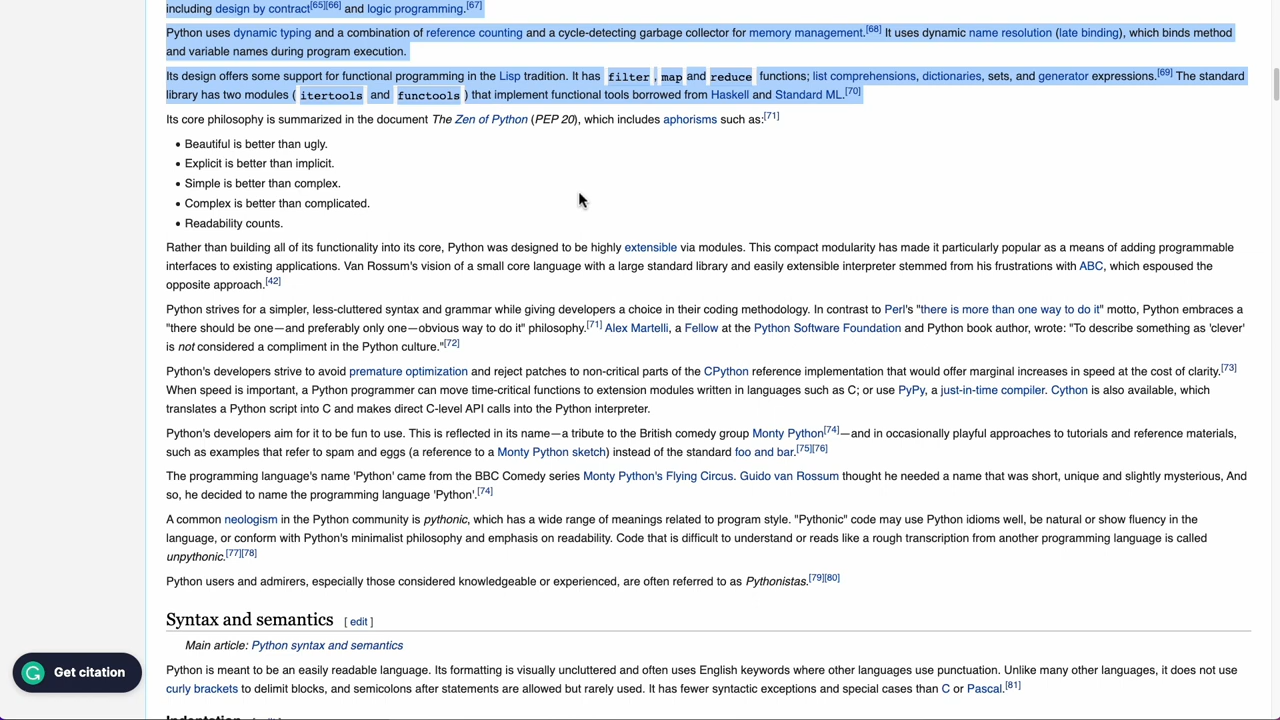 including design by contract[65][66] and logic programming.[67]
Python uses dynamic typing and a combination of reference counting and a cycle-detecting garbage collector for memory management.[68] It uses dynamic name resolution (late binding), which binds method
and variable names during program execution.
Its design offers some support for functional programming in the Lisp tradition. It has filter, map and reduce functions; list comprehensions, dictionaries, sets, and generator expressions.[69] The standard
library has two modules (itertools and functools) that implement functional tools borrowed from Haskell and Standard ML.[70]
Its core philosophy is summarized in the document The Zen of Python (PEP 20), which includes aphorisms such as:[71]
• Beautiful is better than ugly.
• Explicit is better than implicit.
• Simple is better than complex.
• Complex is better than complicated.
• Readability counts.
Rather than building all of its functionality into its core, Python was designed to be highly extensible via modules. This compact modularity has made it particularly popular as a means of adding programmable
interfaces to existing applications. Van Rossum's vision of a small core language with a large standard library and easily extensible interpreter stemmed from his frustrations with ABC, which espoused the
opposite approach.[42]
Python strives for a simpler, less-cluttered syntax and grammar while giving developers a choice in their coding methodology. In contrast to Perl's "there is more than one way to do it" motto, Python embraces a
"there should be one—and preferably only one—obvious way to do it" philosophy.[71] Alex Martelli, a Fellow at the Python Software Foundation and Python book author, wrote: "To describe something as 'clever'
is not considered a compliment in the Python culture."[72]
Python's developers strive to avoid premature optimization and reject patches to non-critical parts of the CPython reference implementation that would offer marginal increases in speed at the cost of clarity.[73]
When speed is important, a Python programmer can move time-critical functions to extension modules written in languages such as C; or use PyPy, a just-in-time compiler. Cython is also available, which
translates a Python script into C and makes direct C-level API calls into the Python interpreter.
Python's developers aim for it to be fun to use. This is reflected in its name—a tribute to the British comedy group Monty Python[74]—and in occasionally playful approaches to tutorials and reference materials,
such as examples that refer to spam and eggs (a reference to a Monty Python sketch) instead of the standard foo and bar.[75][76]
The programming language's name 'Python' came from the BBC Comedy series Monty Python's Flying Circus. Guido van Rossum thought he needed a name that was short, unique and slightly mysterious, And
so, he decided to name the programming language 'Python'.[74]
A common neologism in the Python community is pythonic, which has a wide range of meanings related to program style. "Pythonic" code may use Python idioms well, be natural or show fluency in the
language, or conform with Python's minimalist philosophy and emphasis on readability. Code that is difficult to understand or reads like a rough transcription from another programming language is called
unpythonic.[77][78]
Python users and admirers, especially those considered knowledgeable or experienced, are often referred to as Pythonistas.[79][80]
Syntax and semantics [ edit ]
Main article: Python syntax and semantics
Get citation
Python is meant to be an easily readable language. Its formatting is visually uncluttered and often uses English keywords where other languages use punctuation. Unlike many other languages, it does not use
curly brackets to delimit blocks, and semicolons after statements are allowed but rarely used. It has fewer syntactic exceptions and special cases than C or Pascal.[81]
Indentation